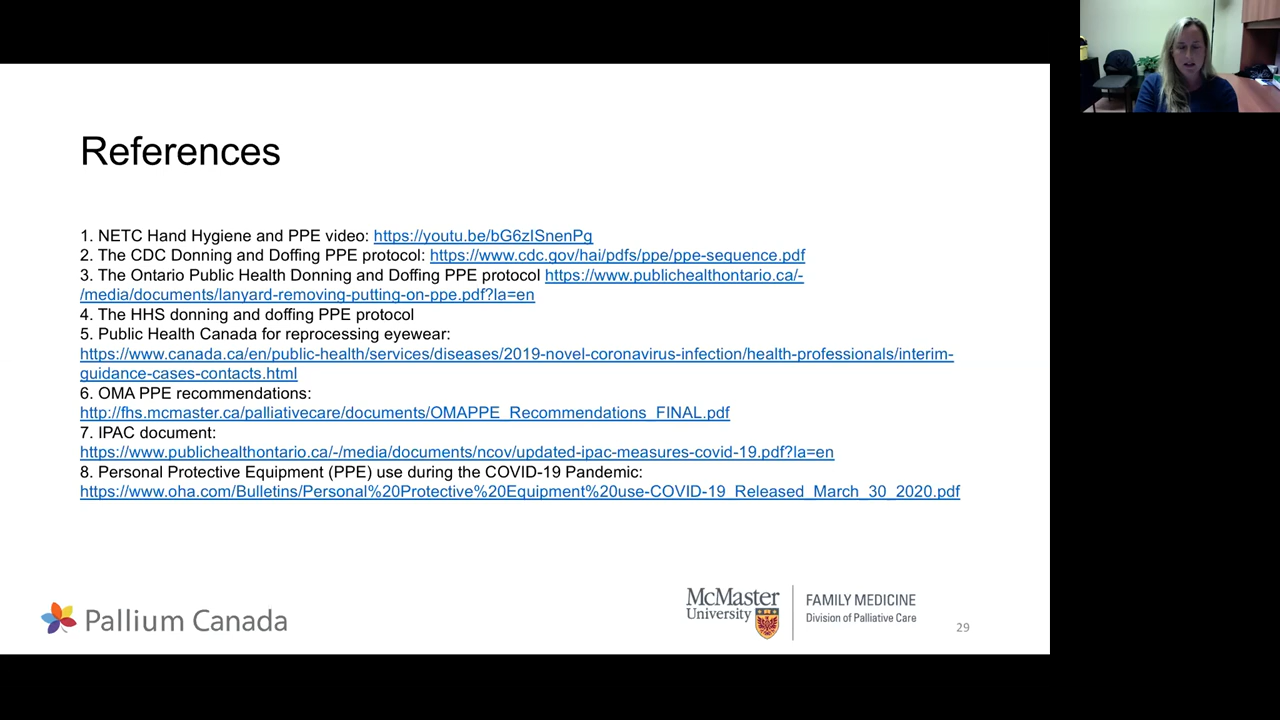 References
1. NETC Hand Hygiene and PPE video: https://youtu.be/bG6zISnenPg
2. The CDC Donning and Doffing PPE protocol: https://www.cdc.gov/hai/pdfs/ppe/ppe-sequence.pdf
3. The Ontario Public Health Donning and Doffing PPE protocol https://www.publichealthontario.ca/-
/media/documents/lanyard-removing-putting-on-ppe.pdf?la=en
4. The HHS donning and doffing PPE protocol
5. Public Health Canada for reprocessing eyewear:
https://www.canada.ca/en/public-health/services/diseases/2019-novel-coronavirus-infection/health-professionals/interim-
guidance-cases-contacts.html
6. OMA PPE recommendations:
http://fhs.mcmaster.ca/palliativecare/documents/OMAPPE_Recommendations_FINAL.pdf
7. IPAC document:
https://www.publichealthontario.ca/-/media/documents/ncov/updated-ipac-measures-covid-19.pdf?la=en
8. Personal Protective Equipment (PPE) use during the COVID-19 Pandemic:
https://www.oha.com/Bulletins/Personal%20Protective%20Equipment%20use-COVID-19_Released_March_30_2020.pdf
Pallium Canada
McMaster
University
FAMILY MEDICINE
Division of Palliative Care
29